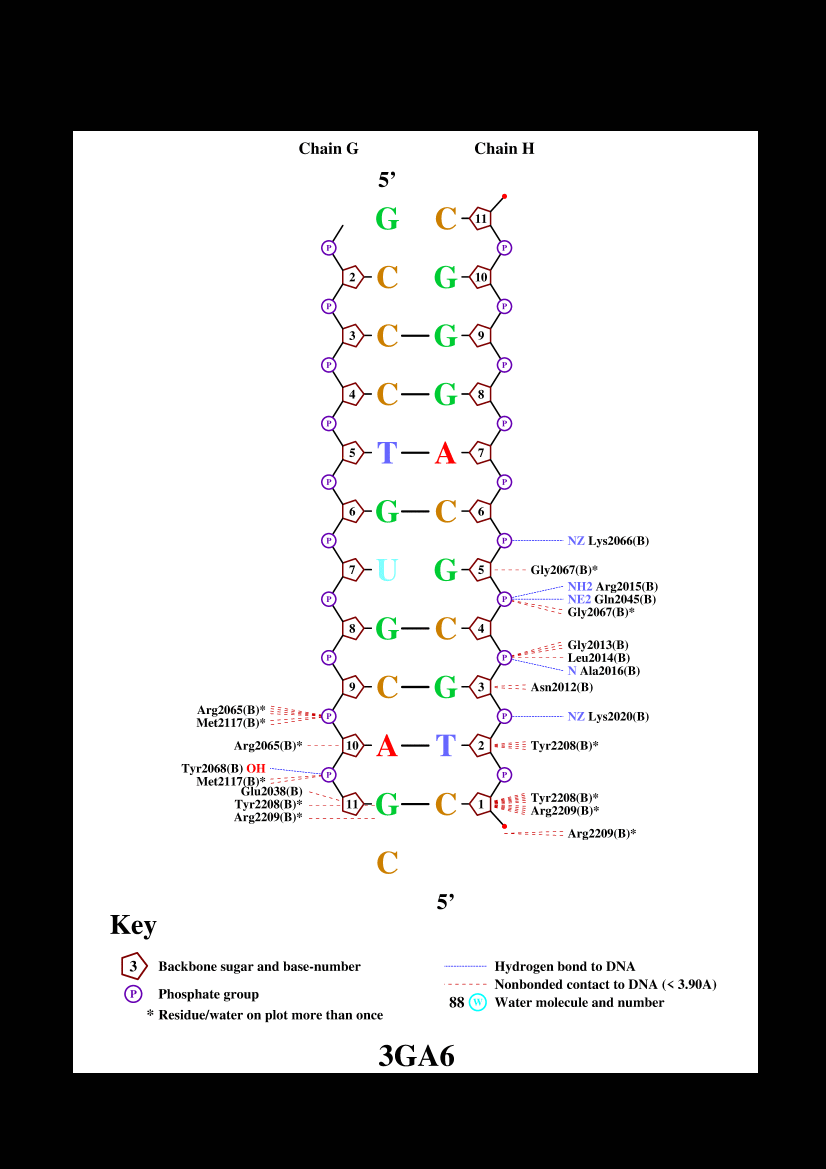 Chain G Chain H
5’
G C 11
P P
2 C G 10
P P
3 C G 9
P P
4 C G 8
P P
5 T A 7
P P
6 G C 6
P P NZ Lys2066(B)
7 U G 5 Gly2067(B)*
NH2 Arg2015(B)
P P NE2 Gln2045(B)
Gly2067(B)*
8 G C 4
Gly2013(B)
P P Leu2014(B)
N Ala2016(B)
9 C G 3 Asn2012(B)
Arg2065(B)*
P P NZ Lys2020(B)
Met2117(B)*
Arg2065(B)* 10 A T 2 Tyr2208(B)*
Tyr2068(B) OH
P P
Met2117(B)*
Glu2038(B)
Tyr2208(B)* 11 G C 1 Tyr2208(B)*
Arg2209(B)* Arg2209(B)*
Arg2209(B)*
C
5’
Key
3 Backbone sugar and base-number Hydrogen bond to DNA
Nonbonded contact to DNA (< 3.90A)
P Phosphate group
88 W Water molecule and number
* Residue/water on plot more than once
3GA6